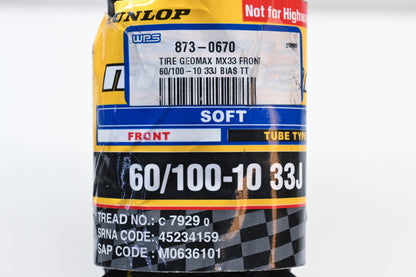 DUNLOP
Not for Highw
WPS
873-0670
TIRE GEOMAX MX33 FRONT
60/100-10 33J BIAS TT
SOFT
FRONT TUBE TYPE
60/100-10 33J
TREAD NO.: C 7929 0
SRNA CODE: 45234159
SAP CODE : M0636101